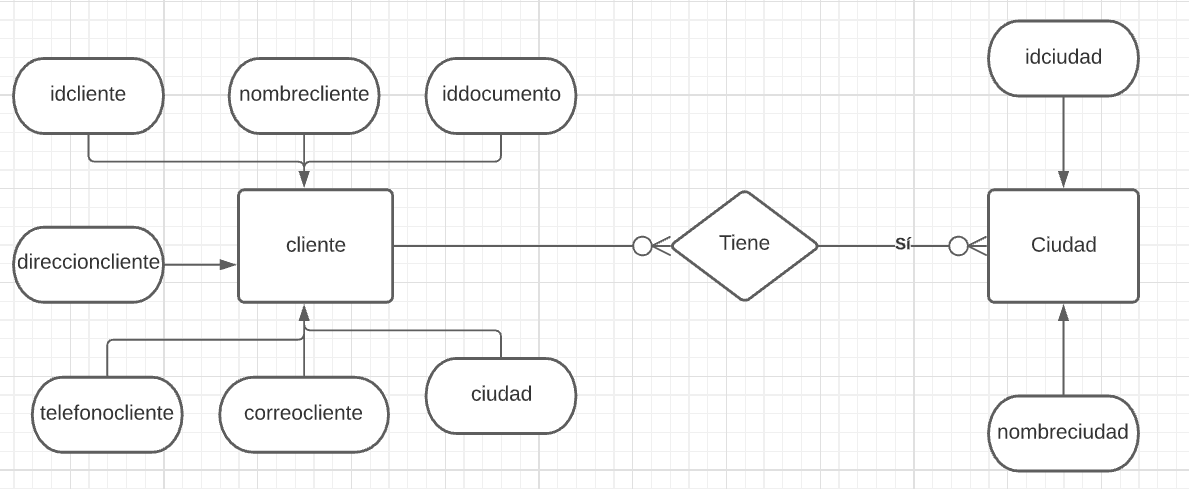 idciudad
idcliente
nombrecliente
iddocumento
cliente
Tiene
Sí
Ciudad
direccioncliente
telefonocliente
correocliente
ciudad
nombreciudad